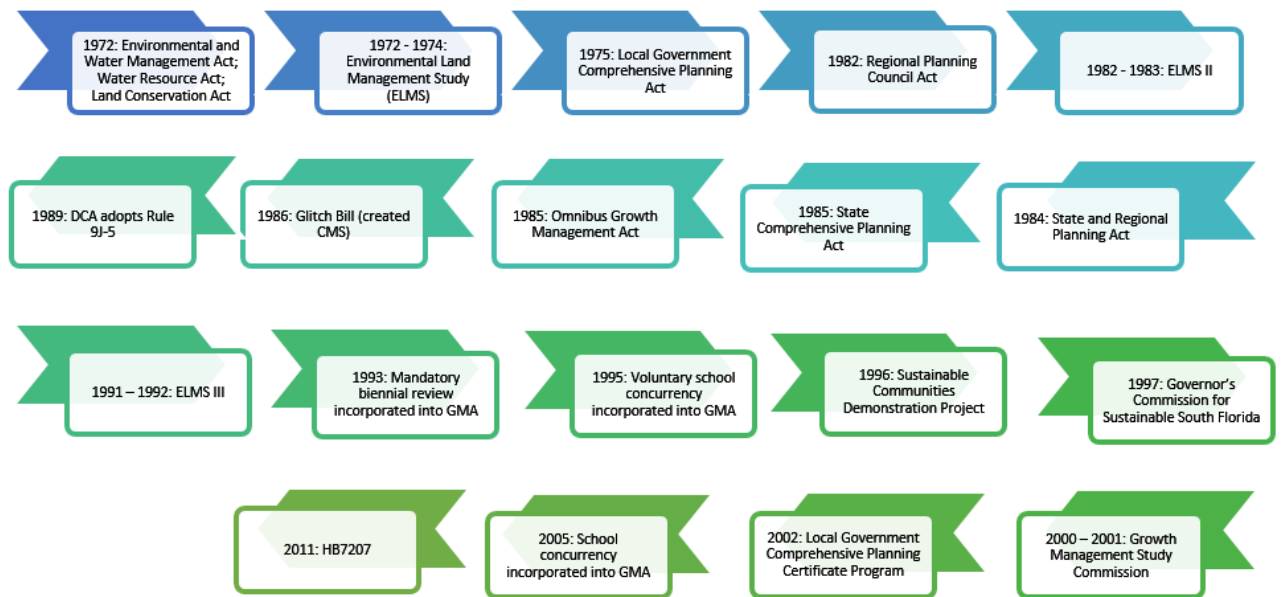 1972: Environmental and
Water Management Act;
Water Resource Act;
Land Conservation Act
1972 - 1974:
Environmental Land
Management Study
(ELMS)
1975: Local Government
Comprehensive Planning
Act
1982: Regional Planning
Council Act
1982 - 1983: ELMS II
1984: State and Regional
Planning Act
1985: State
Comprehensive Planning
Act
1985: Omnibus Growth
Management Act
1986: Glitch Bill (created
CMS)
1989: DCA adopts Rule
9J-5
1991 – 1992: ELMS III
1993: Mandatory
biennial review
incorporated into GMA
1995: Voluntary school
concurrency
incorporated into GMA
1996: Sustainable
Communities
Demonstration Project
1997: Governor's
Commission for
Sustainable South Florida
2000 – 2001: Growth
Management Study
Commission
2002: Local Government
Comprehensive Planning
Certificate Program
2005: School
concurrency
incorporated into GMA
2011: HB7207